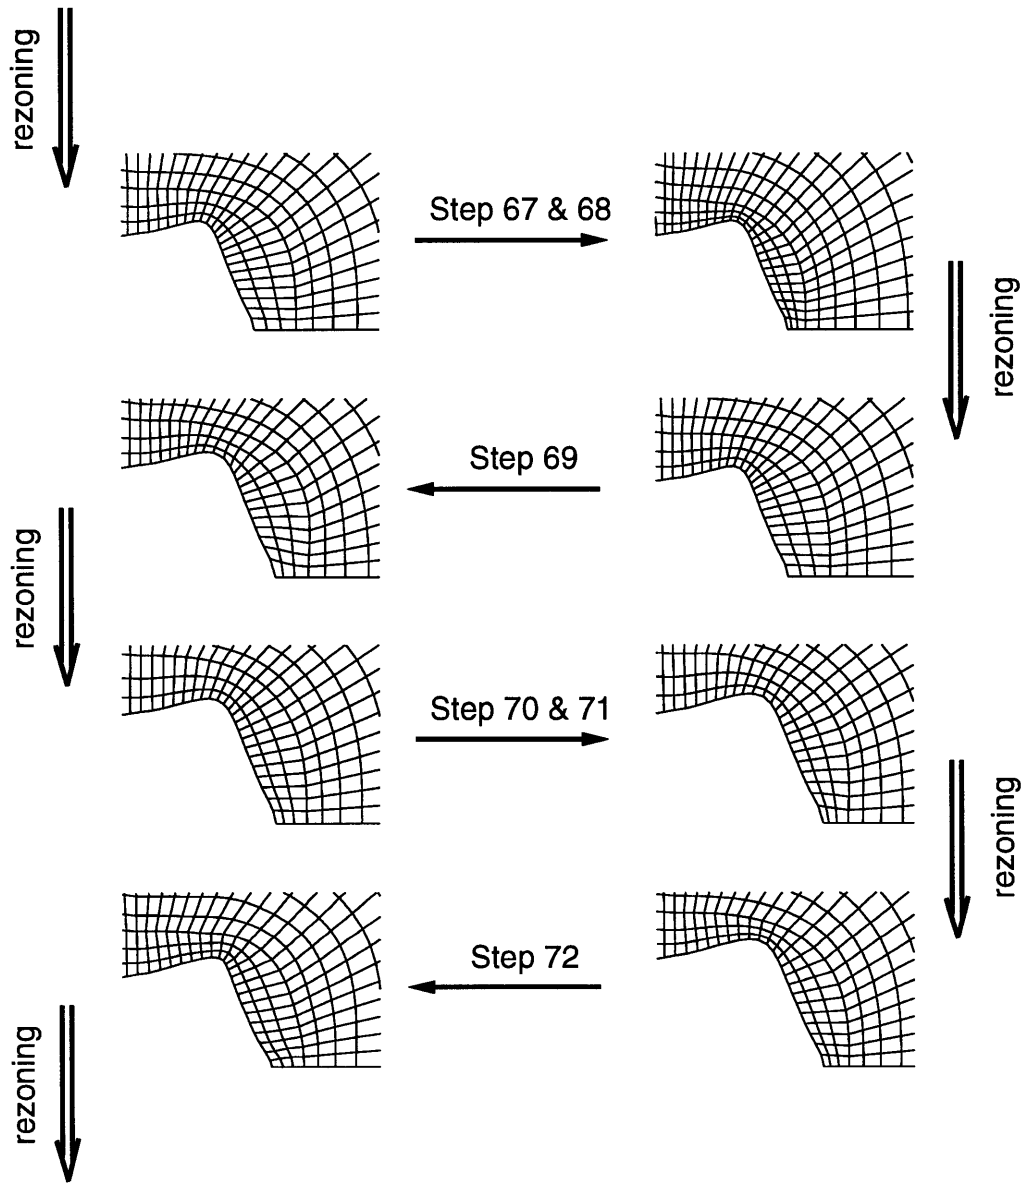 rezoning
Step 67 & 68
rezoning
Step 69
rezoning
Step 70 & 71
rezoning
Step 72
rezoning